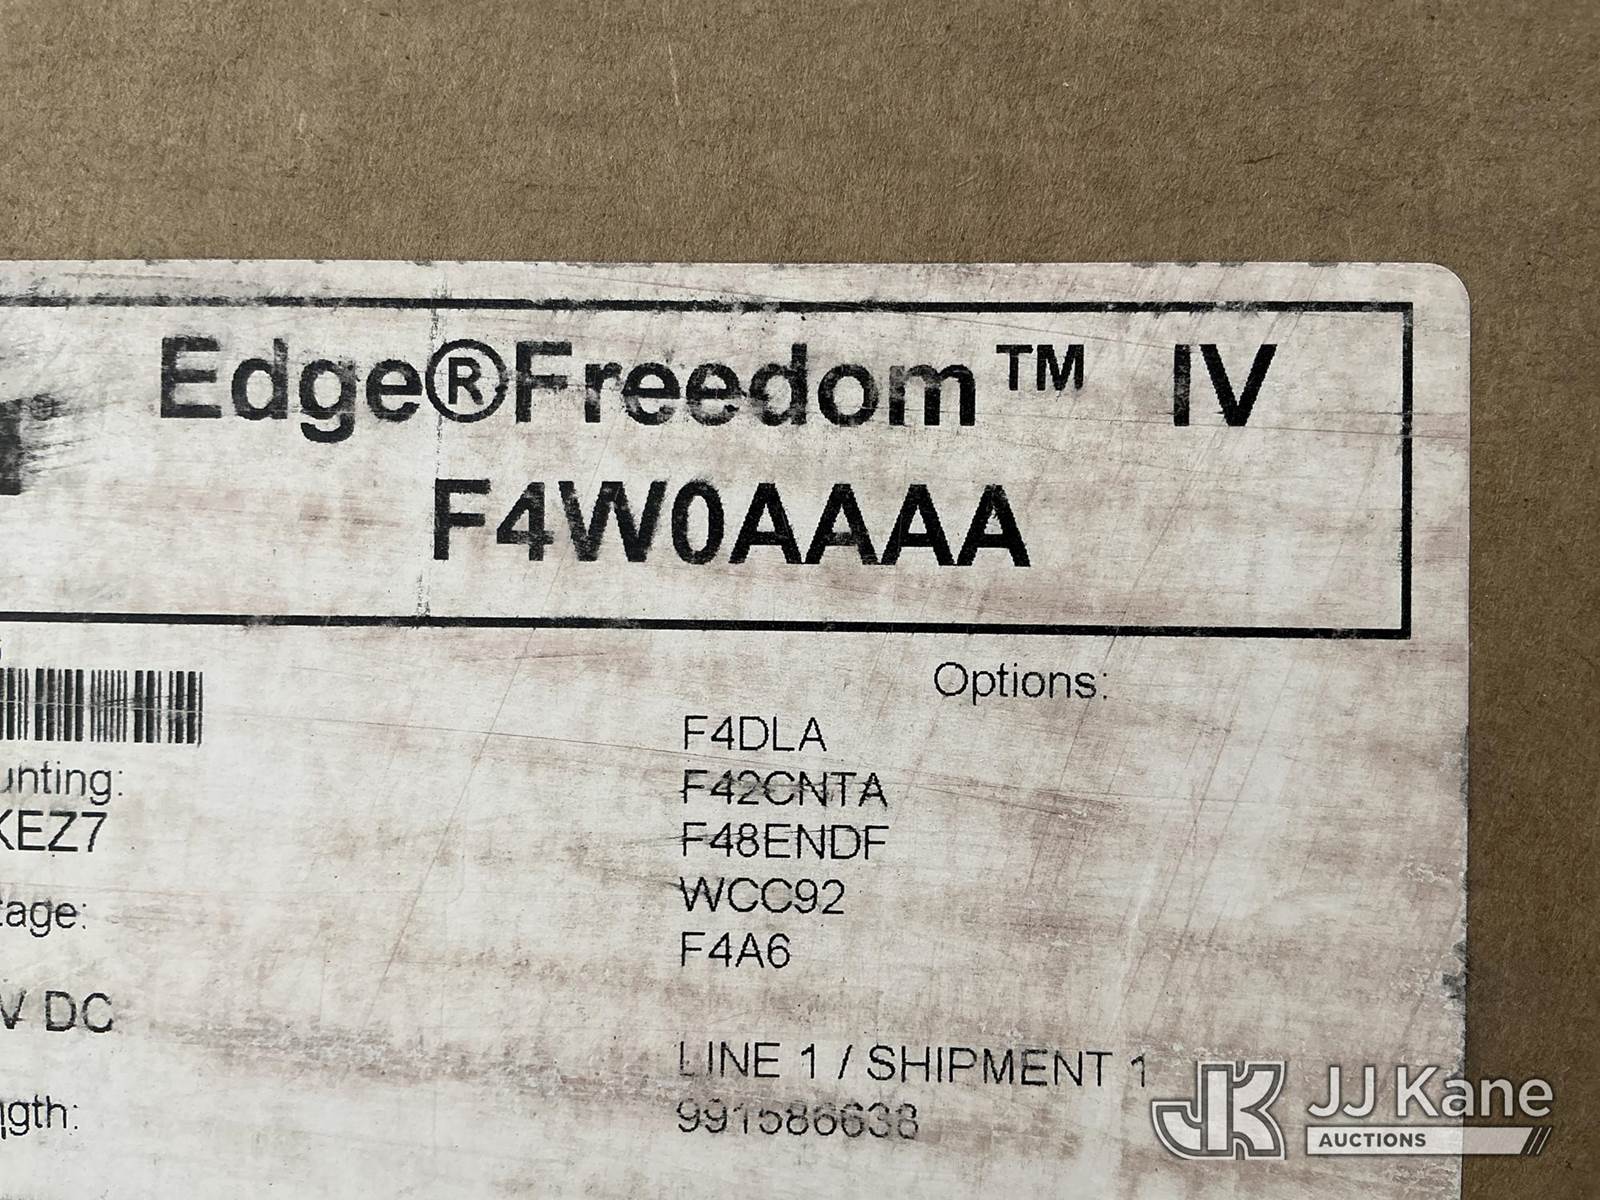 Edge®Freedom™ IV
F4W0AAAA
Options:
F4DLA
F42CNTA
F48ENDF
WCC92
F4A6
unting:
KEZ7
tage:
V DC
ngth:
LINE 1 / SHIPMENT 1
991586638
JJ Kane
AUCTIONS